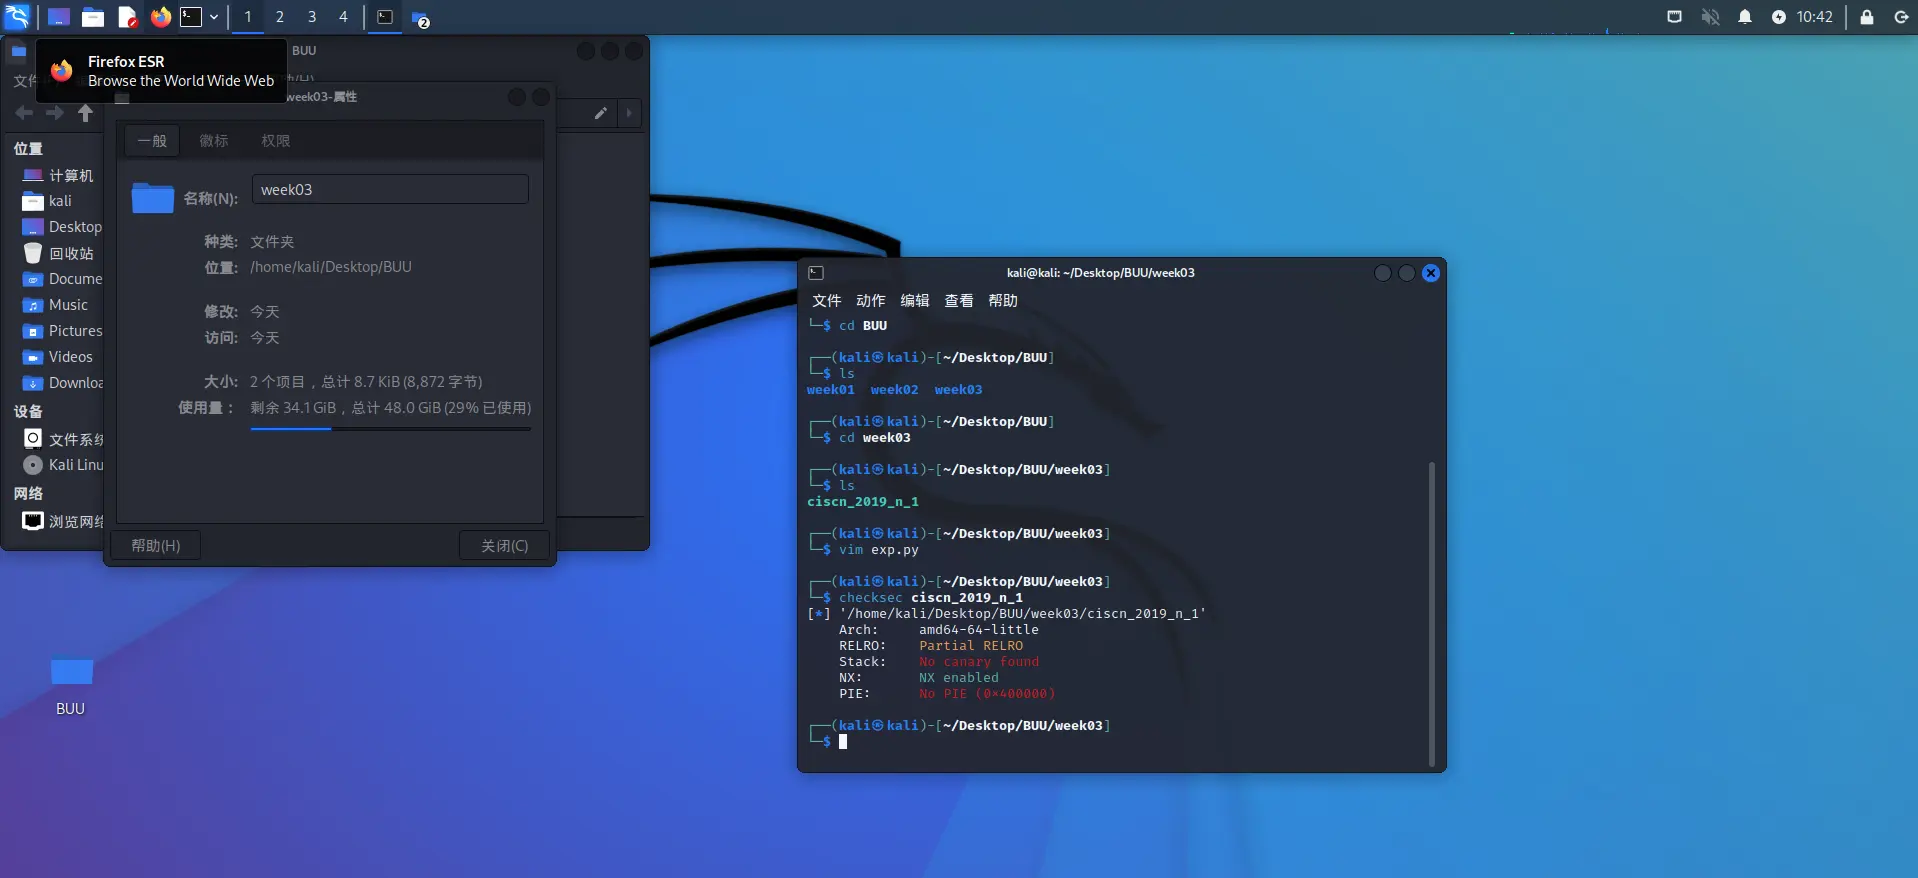 1 2 3 4 2 10:42
BUU
Firefox ESR
Browse the World Wide Web
文件
week03-属性
一般 徽标 权限
位置
计算机
kali
Desktop
回收站
Docume
Music
Pictures
Videos
Downloa
设备
文件系统
Kali Linu
网络
浏览网络
名称(N): week03
种类: 文件夹
位置: /home/kali/Desktop/BUU
修改: 今天
访问: 今天
大小: 2 个项目，总计 8.7 KiB (8,872 字节)
使用量： 剩余 34.1 GiB，总计 48.0 GiB (29% 已使用)
帮助(H) 关闭(C)
BUU
kali@kali: ~/Desktop/BUU/week03
文件 动作 编辑 查看 帮助
└─$ cd BUU
┌──(kali㉿kali)-[~/Desktop/BUU]
└─$ ls
week01 week02 week03
┌──(kali㉿kali)-[~/Desktop/BUU]
└─$ cd week03
┌──(kali㉿kali)-[~/Desktop/BUU/week03]
└─$ ls
ciscn_2019_n_1
┌──(kali㉿kali)-[~/Desktop/BUU/week03]
└─$ vim exp.py
┌──(kali㉿kali)-[~/Desktop/BUU/week03]
└─$ checksec ciscn_2019_n_1
[*] '/home/kali/Desktop/BUU/week03/ciscn_2019_n_1'
Arch: amd64-64-little
RELRO: Partial RELRO
Stack: No canary found
NX: NX enabled
PIE: No PIE (0x400000)
┌──(kali㉿kali)-[~/Desktop/BUU/week03]
└─$